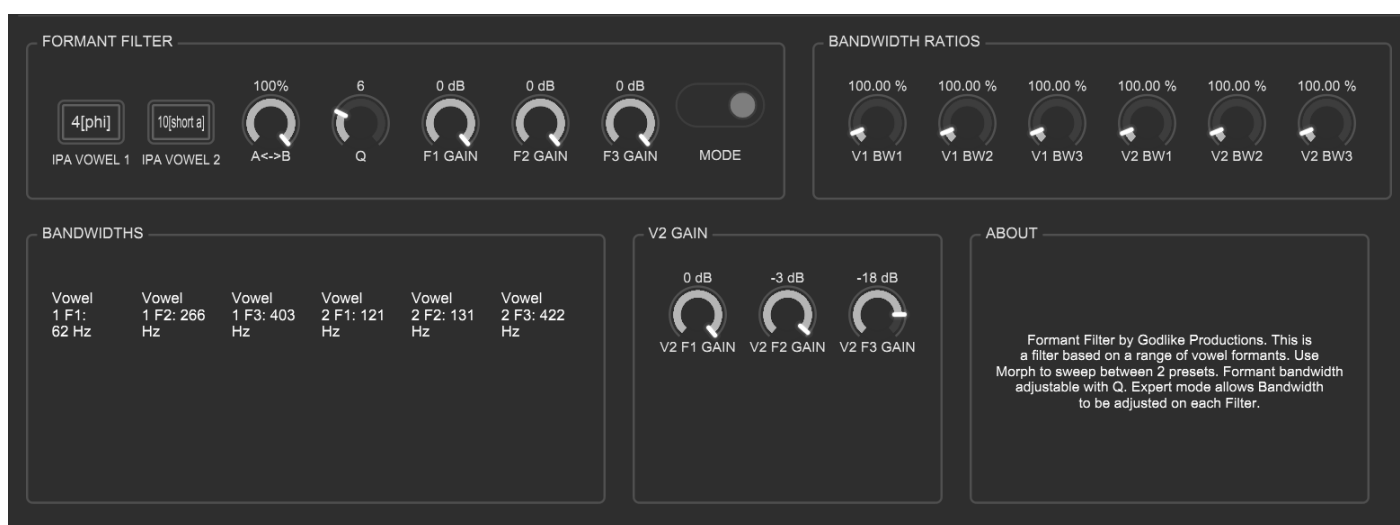 FORMANT FILTER
100%
6
0 dB
0 dB
0 dB
4[phi]
10[short a]
IPA VOWEL 1
IPA VOWEL 2
A<->B
Q
F1 GAIN
F2 GAIN
F3 GAIN
MODE
BANDWIDTH RATIOS
100.00 %
100.00 %
100.00 %
100.00 %
100.00 %
100.00 %
V1 BW1
V1 BW2
V1 BW3
V2 BW1
V2 BW2
V2 BW3
BANDWIDTHS
Vowel
1 F1:
62 Hz
Vowel
1 F2: 266
Hz
Vowel
1 F3: 403
Hz
Vowel
2 F1: 121
Hz
Vowel
2 F2: 131
Hz
Vowel
2 F3: 422
Hz
V2 GAIN
0 dB
-3 dB
-18 dB
V2 F1 GAIN
V2 F2 GAIN
V2 F3 GAIN
ABOUT
Formant Filter by Godlike Productions. This is
a filter based on a range of vowel formants. Use
Morph to sweep between 2 presets. Formant bandwidth
adjustable with Q. Expert mode allows Bandwidth
to be adjusted on each Filter.